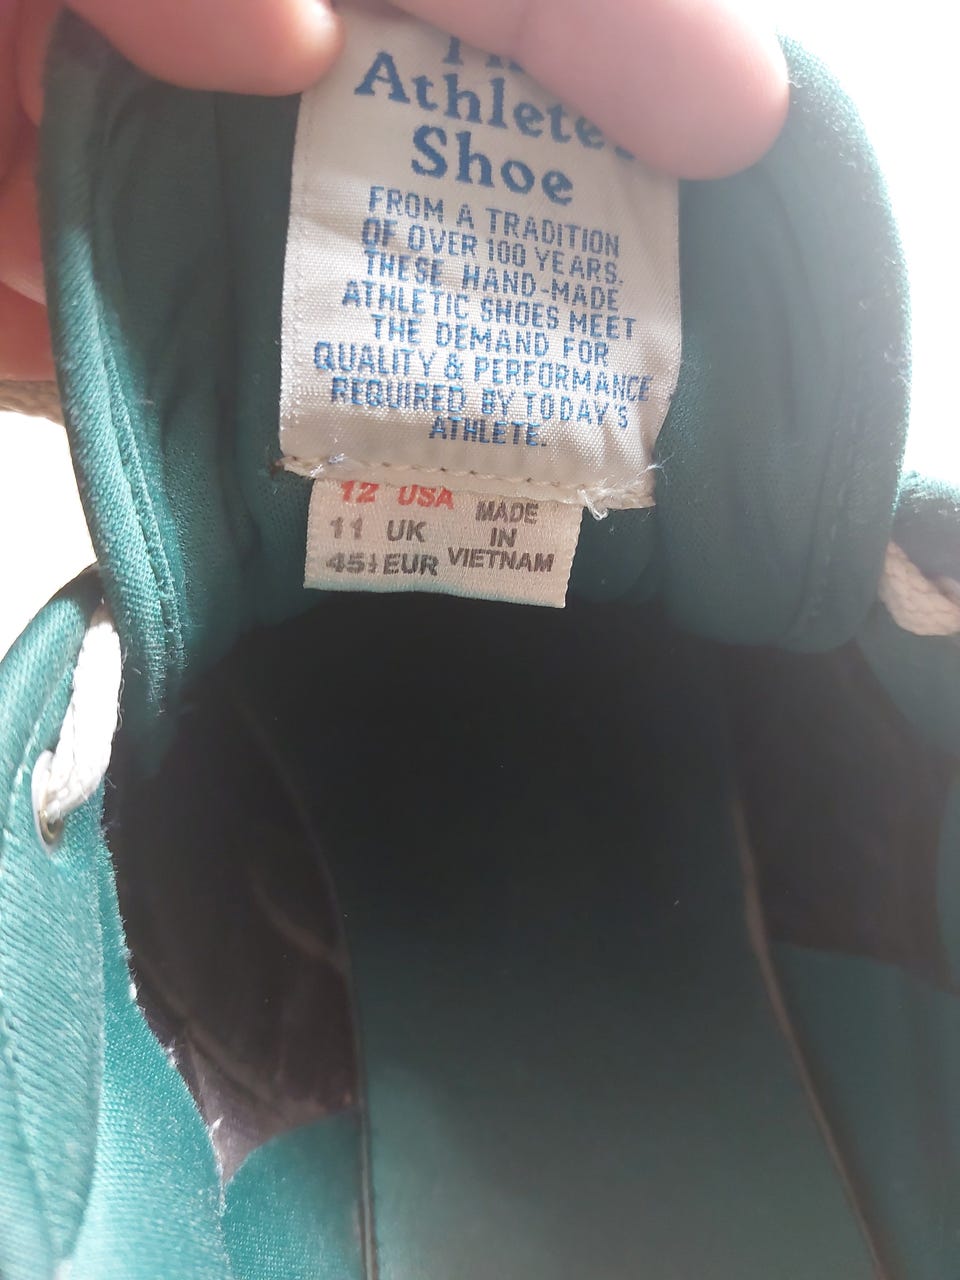 Athlete
Shoe
FROM A TRADITION
OF OVER 100 YEARS.
THESE HAND-MADE
ATHLETIC SHOES MEET
THE DEMAND FOR
QUALITY & PERFORMANCE
REQUIRED BY TODAY'S
ATHLETE.
12 USA
11 UK
45½ EUR
MADE
IN
VIETNAM